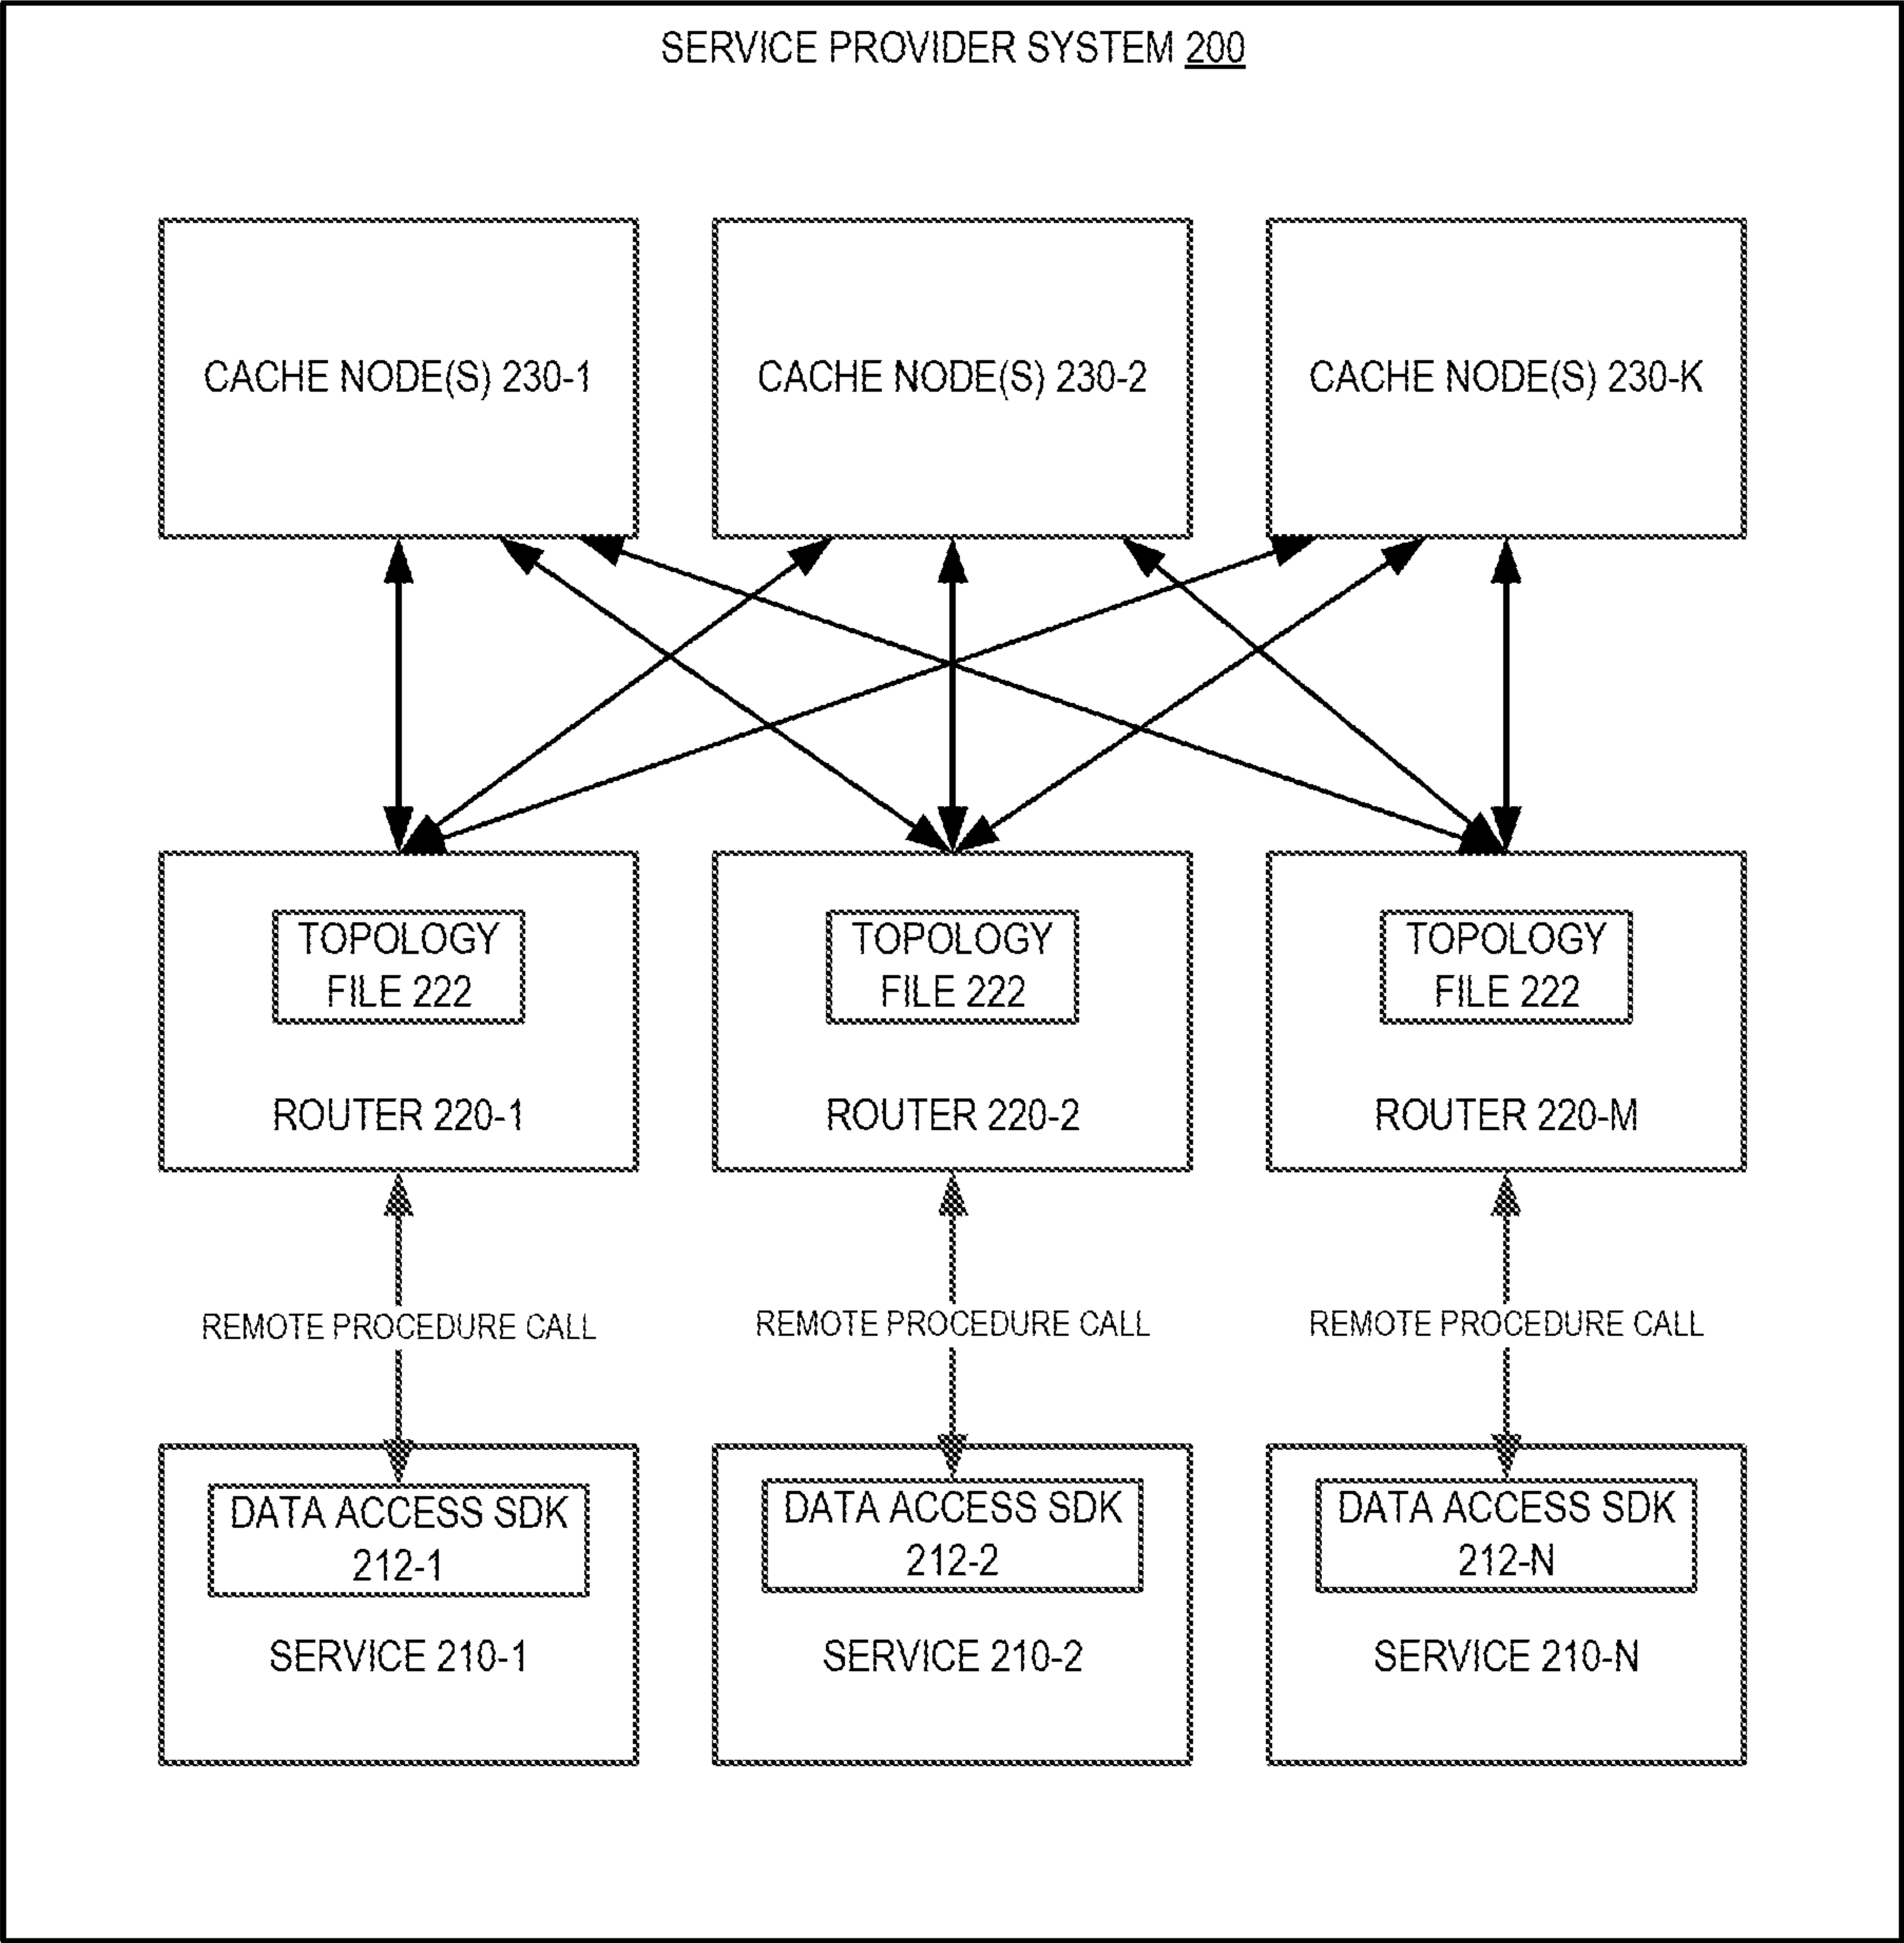 SERVICE PROVIDER SYSTEM 200
CACHE NODE(S) 230-1
CACHE NODE(S) 230-2
CACHE NODE(S) 230-K
TOPOLOGY
FILE 222
ROUTER 220-1
TOPOLOGY
FILE 222
ROUTER 220-2
TOPOLOGY
FILE 222
ROUTER 220-M
REMOTE PROCEDURE CALL
REMOTE PROCEDURE CALL
REMOTE PROCEDURE CALL
DATA ACCESS SDK
212-1
SERVICE 210-1
DATA ACCESS SDK
212-2
SERVICE 210-2
DATA ACCESS SDK
212-N
SERVICE 210-N